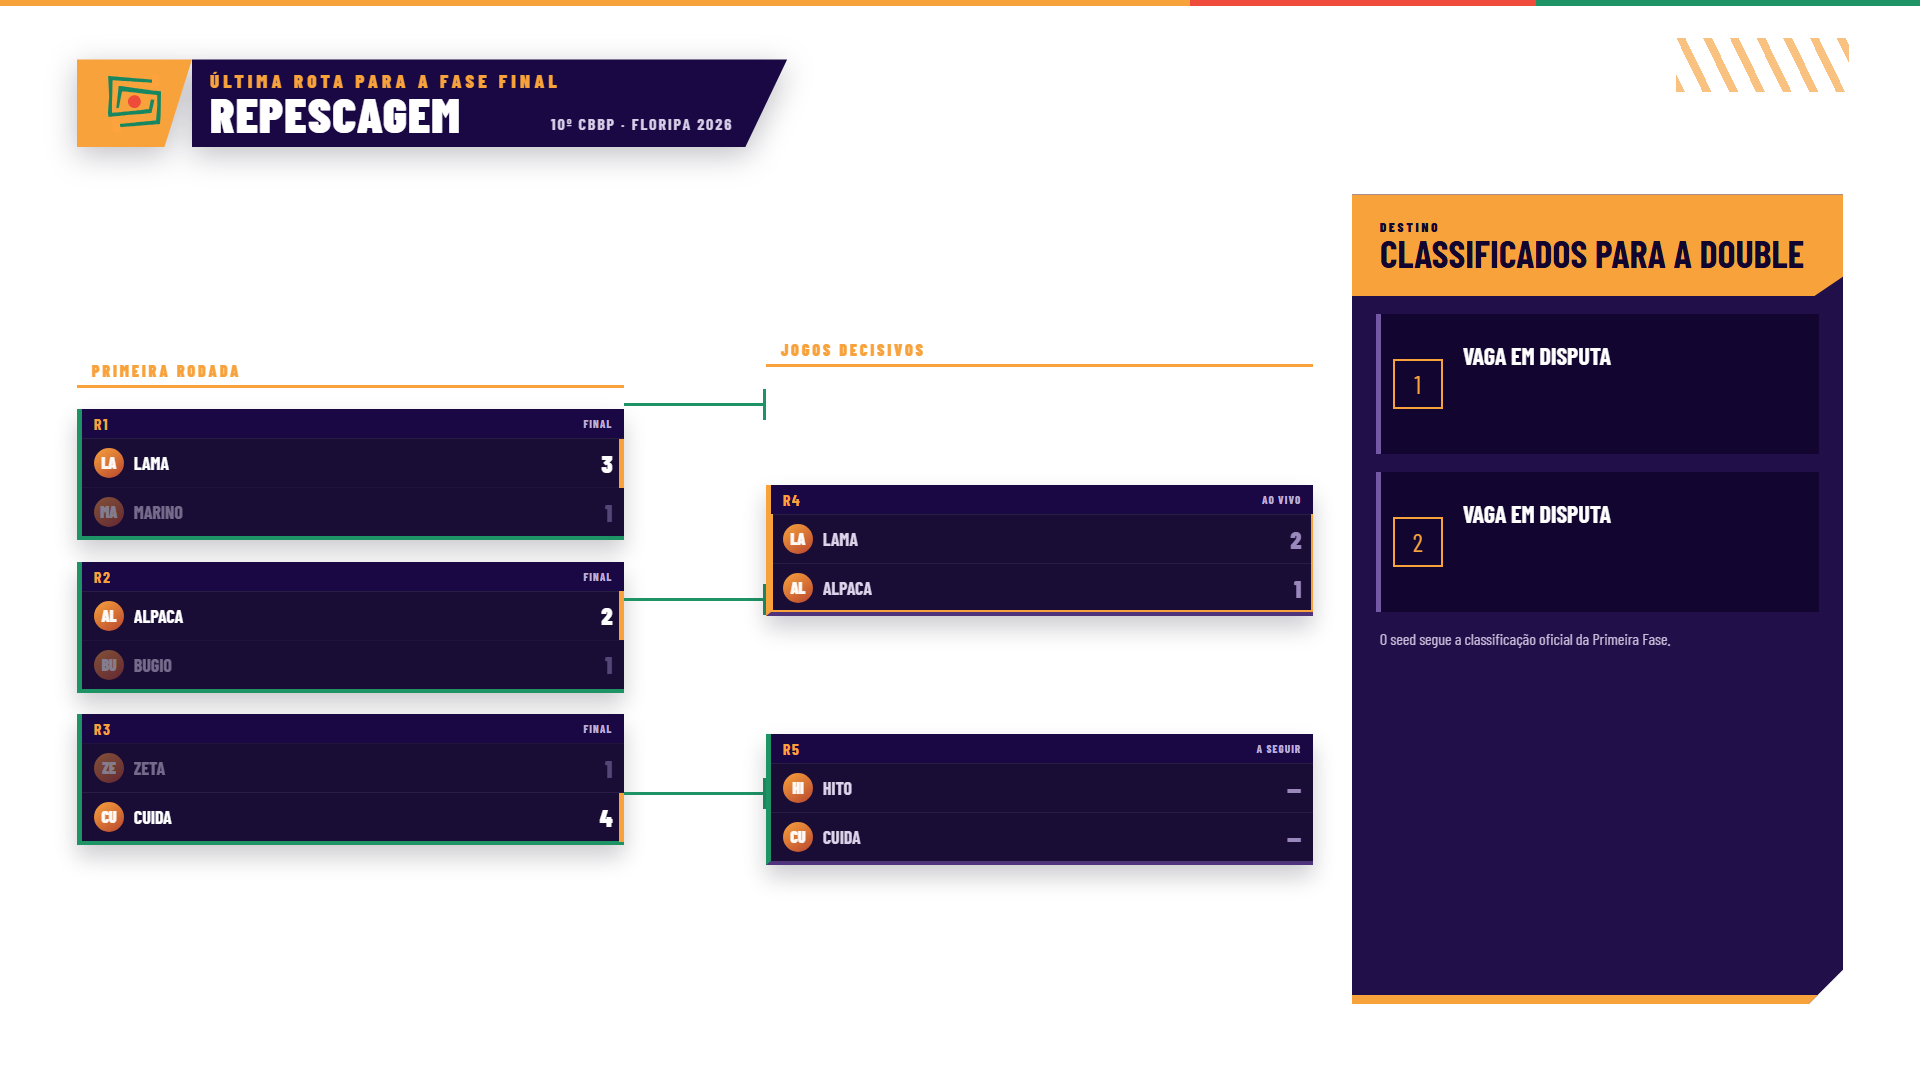 ÚLTIMA ROTA PARA A FASE FINAL
REPESCAGEM
10º CBBP · FLORIPA 2026
PRIMEIRA RODADA
R1 FINAL
LA LAMA 3
MA MARINO 1
R2 FINAL
AL ALPACA 2
BU BUGIO 1
R3 FINAL
ZE ZETA 1
CU CUIDA 4
JOGOS DECISIVOS
R4 AO VIVO
LA LAMA 2
AL ALPACA 1
R5 A SEGUIR
HI HITO –
CU CUIDA –
DESTINO
CLASSIFICADOS PARA A DOUBLE
1 VAGA EM DISPUTA
2 VAGA EM DISPUTA
O seed segue a classificação oficial da Primeira Fase.